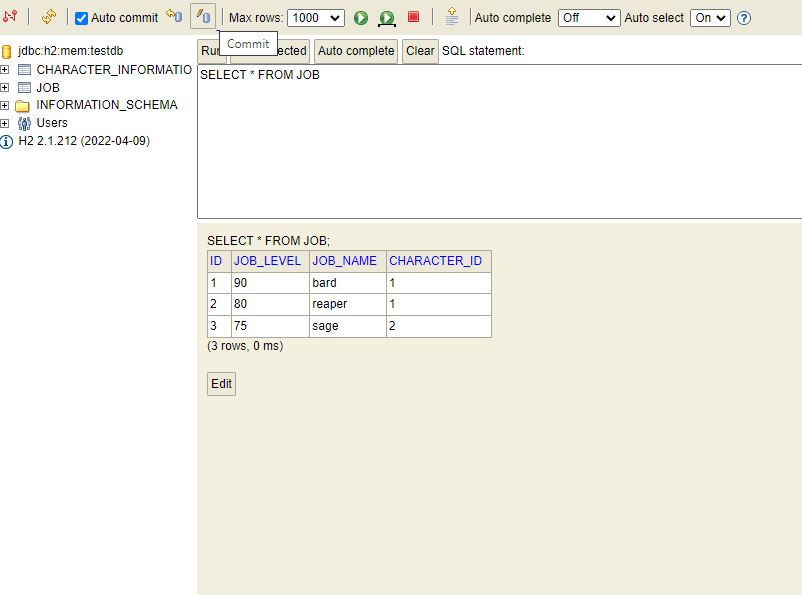 Auto commit Max rows: 1000 Auto complete Off Auto select On
Commit
jdbc:h2:mem:testdb
CHARACTER_INFORMATIO
JOB
INFORMATION_SCHEMA
Users
H2 2.1.212 (2022-04-09)
Auto complete Clear SQL statement:
SELECT * FROM JOB
SELECT * FROM JOB;
ID JOB_LEVEL JOB_NAME CHARACTER_ID
1 90 bard 1
2 80 reaper 1
3 75 sage 2
(3 rows, 0 ms)
Edit